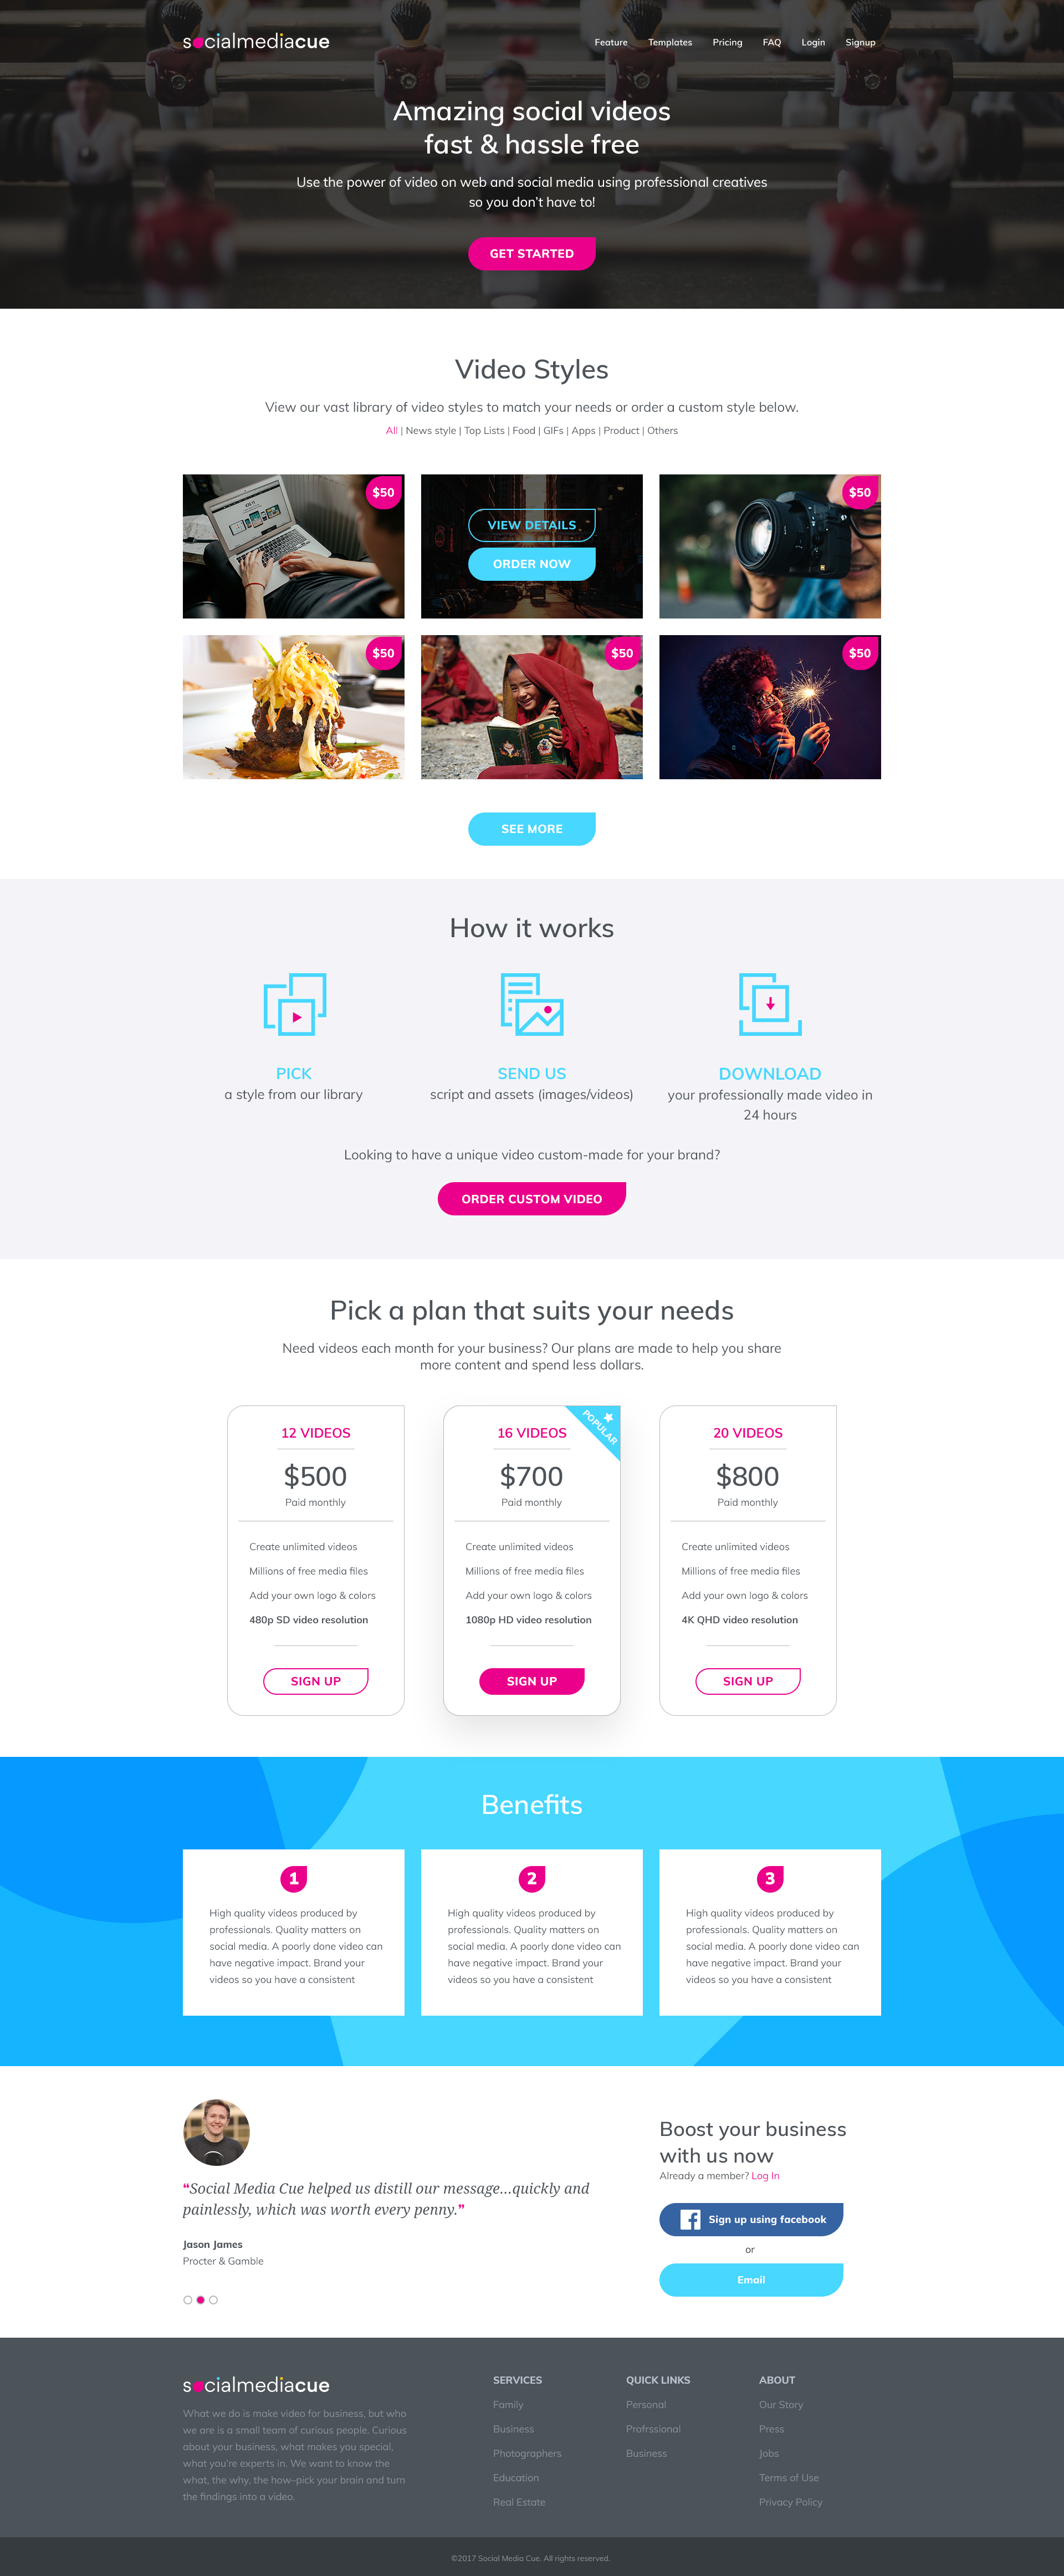 socialmediacue
Feature Templates Pricing FAQ Login Signup
Amazing social videos
fast & hassle free
Use the power of video on web and social media using professional creatives
so you don't have to!
GET STARTED
Video Styles
View our vast library of video styles to match your needs or order a custom style below.
All | News style | Top Lists | Food | GIFs | Apps | Product | Others
$50
VIEW DETAILS
ORDER NOW
$50
$50
$50
$50
SEE MORE
How it works
PICK
a style from our library
SEND US
script and assets (images/videos)
DOWNLOAD
your professionally made video in
24 hours
Looking to have a unique video custom-made for your brand?
ORDER CUSTOM VIDEO
Pick a plan that suits your needs
Need videos each month for your business? Our plans are made to help you share
more content and spend less dollars.
12 VIDEOS
$500
Paid monthly
Create unlimited videos
Millions of free media files
Add your own logo & colors
480p SD video resolution
SIGN UP
POPULAR
16 VIDEOS
$700
Paid monthly
Create unlimited videos
Millions of free media files
Add your own logo & colors
1080p HD video resolution
SIGN UP
20 VIDEOS
$800
Paid monthly
Create unlimited videos
Millions of free media files
Add your own logo & colors
4K QHD video resolution
SIGN UP
Benefits
1
High quality videos produced by
professionals. Quality matters on
social media. A poorly done video can
have negative impact. Brand your
videos so you have a consistent
2
High quality videos produced by
professionals. Quality matters on
social media. A poorly done video can
have negative impact. Brand your
videos so you have a consistent
3
High quality videos produced by
professionals. Quality matters on
social media. A poorly done video can
have negative impact. Brand your
videos so you have a consistent
“Social Media Cue helped us distill our message...quickly and
painlessly, which was worth every penny.”
Jason James
Procter & Gamble
Boost your business
with us now
Already a member? Log In
Sign up using facebook
or
Email
socialmediacue
What we do is make video for business, but who
we are is a small team of curious people. Curious
about your business, what makes you special,
what you're experts in. We want to know the
what, the why, the how–pick your brain and turn
the findings into a video.
SERVICES
Family
Business
Photographers
Education
Real Estate
QUICK LINKS
Personal
Profrssional
Business
ABOUT
Our Story
Press
Jobs
Terms of Use
Privacy Policy
©2017 Social Media Cue. All rights reserved.